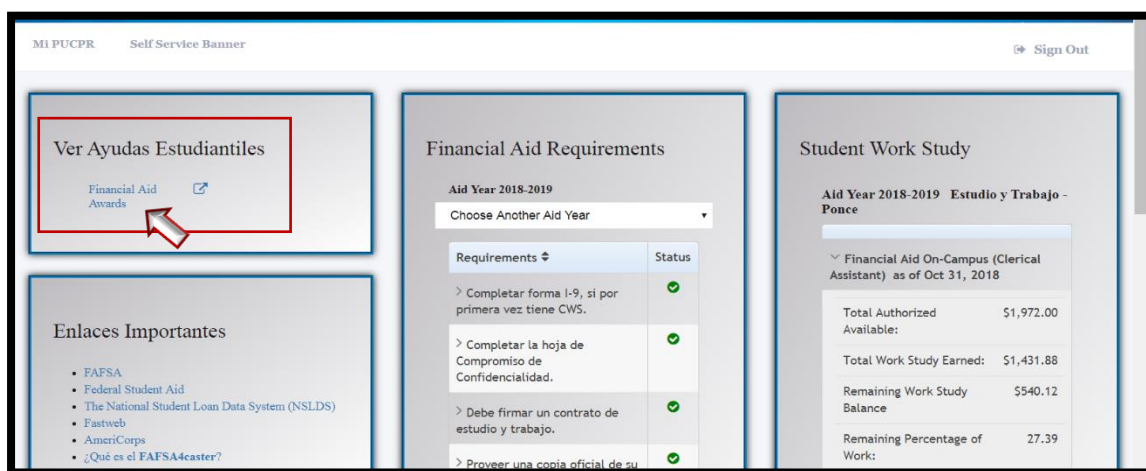 Mi PUCPR Self Service Banner Sign Out
Ver Ayudas Estudiantiles
Financial Aid
Awards
Enlaces Importantes
FAFSA
Federal Student Aid
The National Student Loan Data System (NSLDS)
Fastweb
AmeriCorps
¿Qué es el FAFSA4caster?
Financial Aid Requirements
Aid Year 2018-2019
Choose Another Aid Year
Requirements Status
Completar forma I-9, si por
primera vez tiene CWS.
Completar la hoja de
Compromiso de
Confidencialidad.
Debe firmar un contrato de
estudio y trabajo.
Proveer una copia oficial de su
Student Work Study
Aid Year 2018-2019 Estudio y Trabajo -
Ponce
Financial Aid On-Campus (Clerical
Assistant) as of Oct 31, 2018
Total Authorized $1,972.00
Available:
Total Work Study Earned: $1,431.88
Remaining Work Study $540.12
Balance
Remaining Percentage of 27.39
Work: